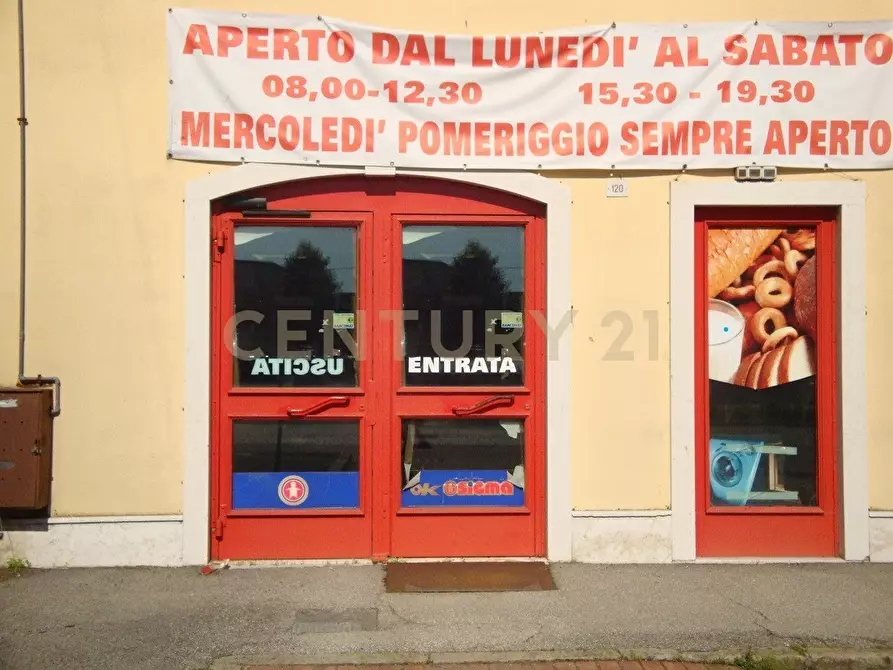 APERTO DAL LUNEDI' AL SABATO
08,00-12,30 15,30 - 19,30
MERCOLEDI' POMERIGGIO SEMPRE APERTO
120
CENTURY 21
USCITA ENTRATA
ok sigma